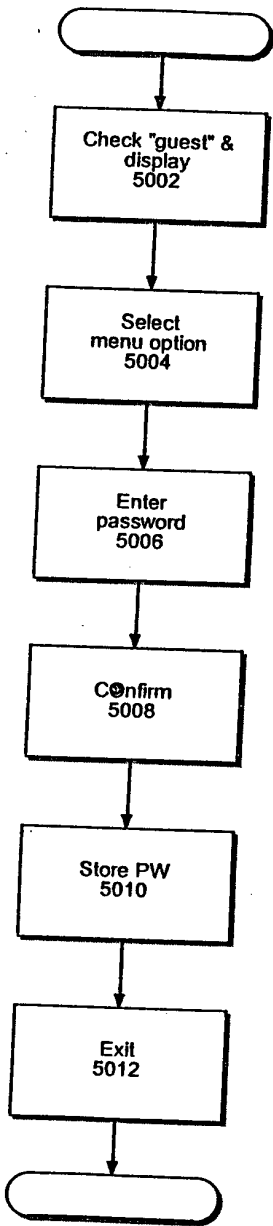 Check "guest" &
display
5002
Select
menu option
5004
Enter
password
5006
Confirm
5008
Store PW
5010
Exit
5012